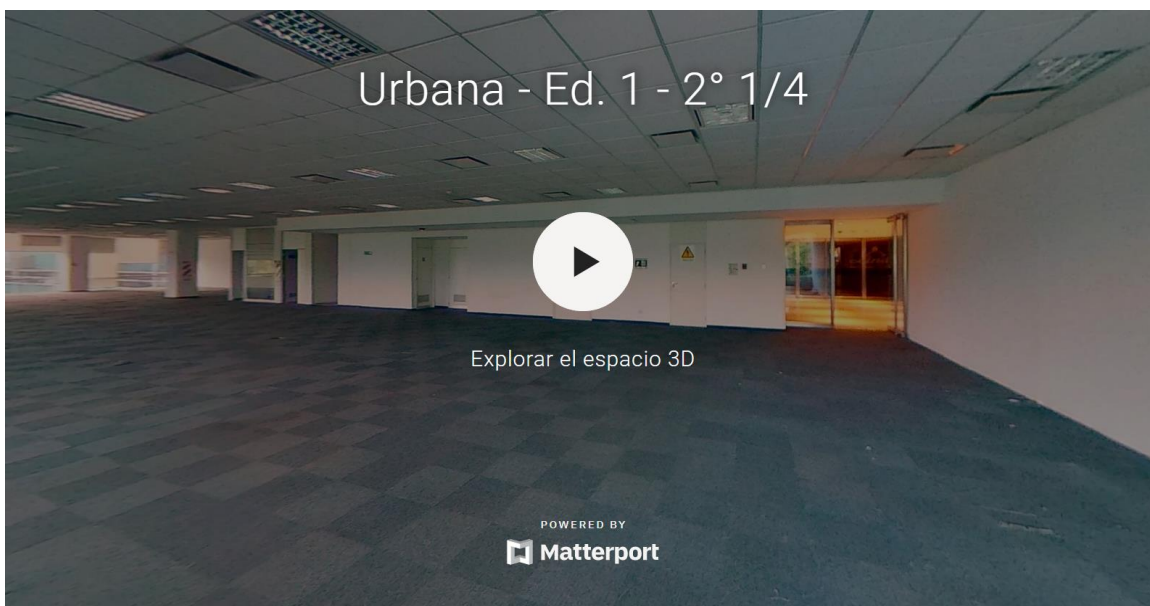 Urbana - Ed. 1 - 2° 1/4
Explorar el espacio 3D
POWERED BY
Matterport